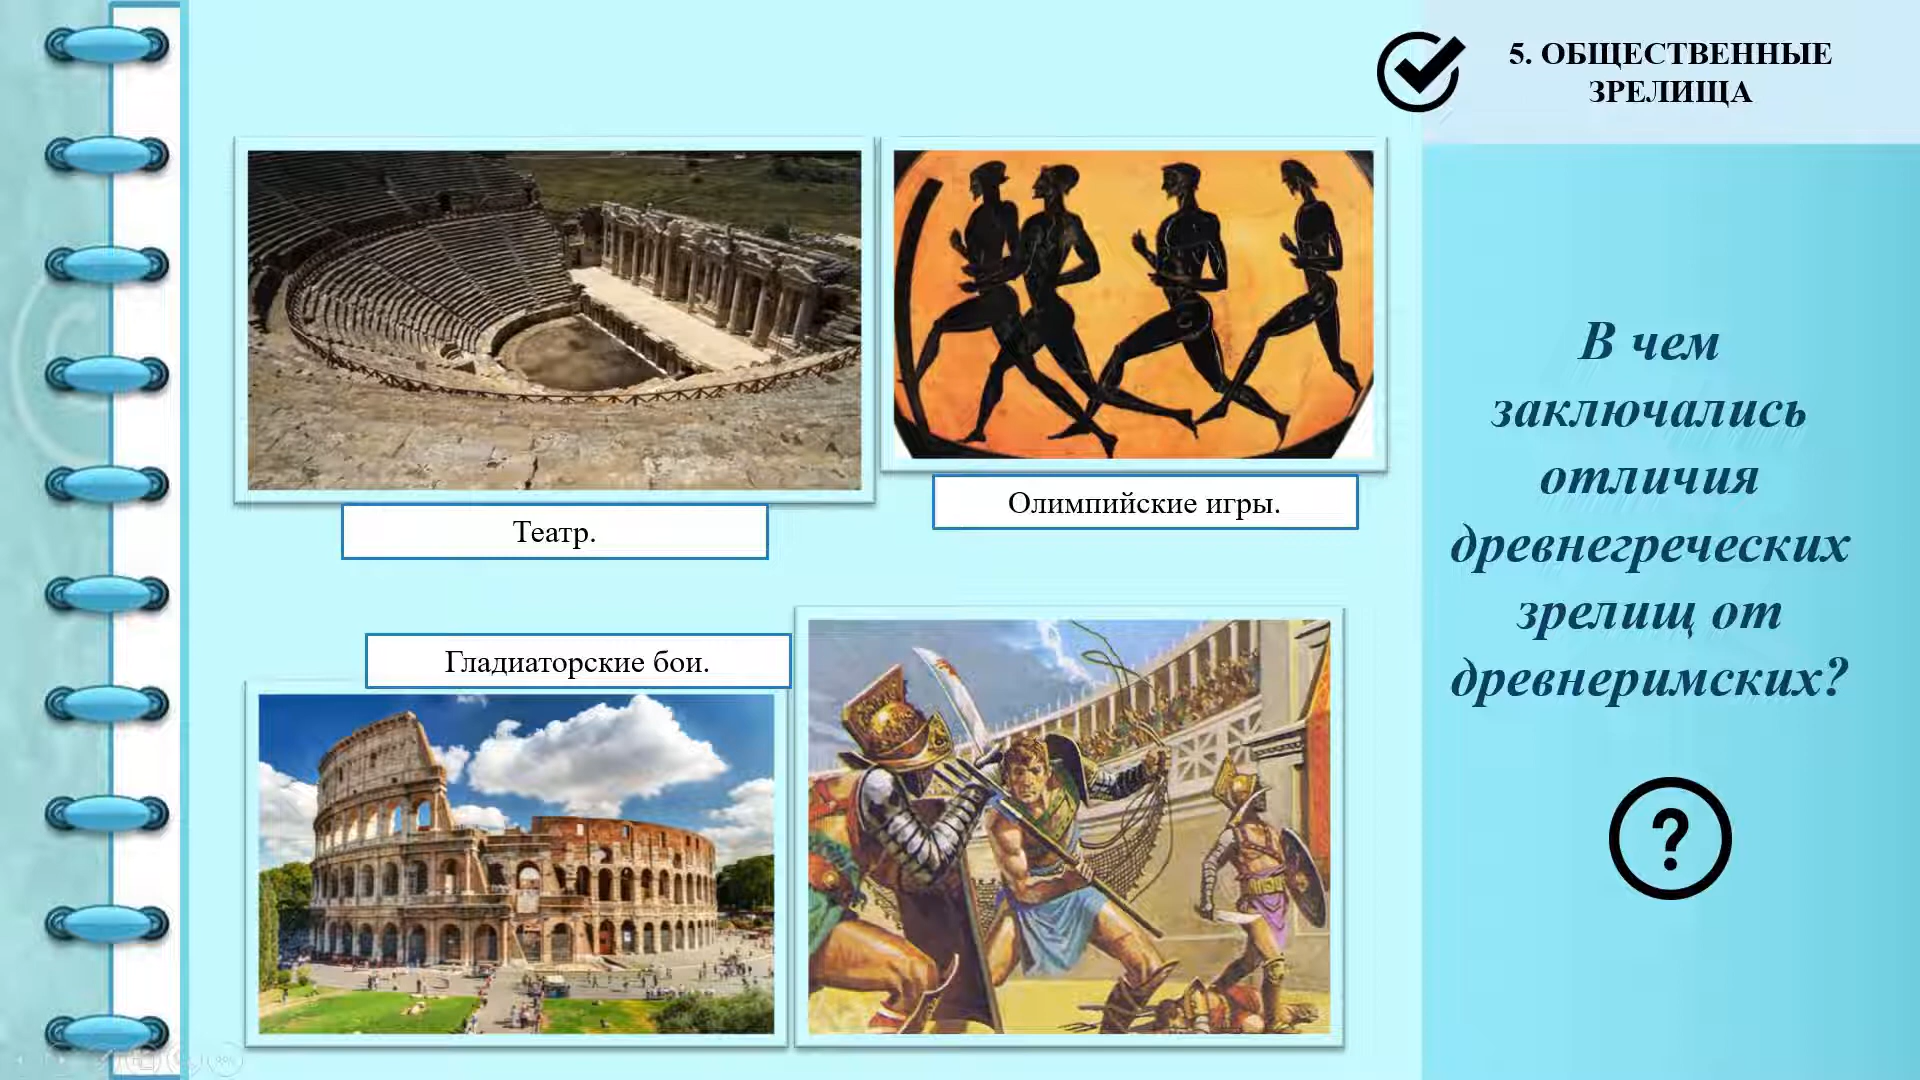 5. ОБЩЕСТВЕННЫЕ
ЗРЕЛИЩА
Театр.
Олимпийские игры.
Гладиаторские бои.
В чем
заключались
отличия
древнегреческих
зрелищ от
древнеримских?